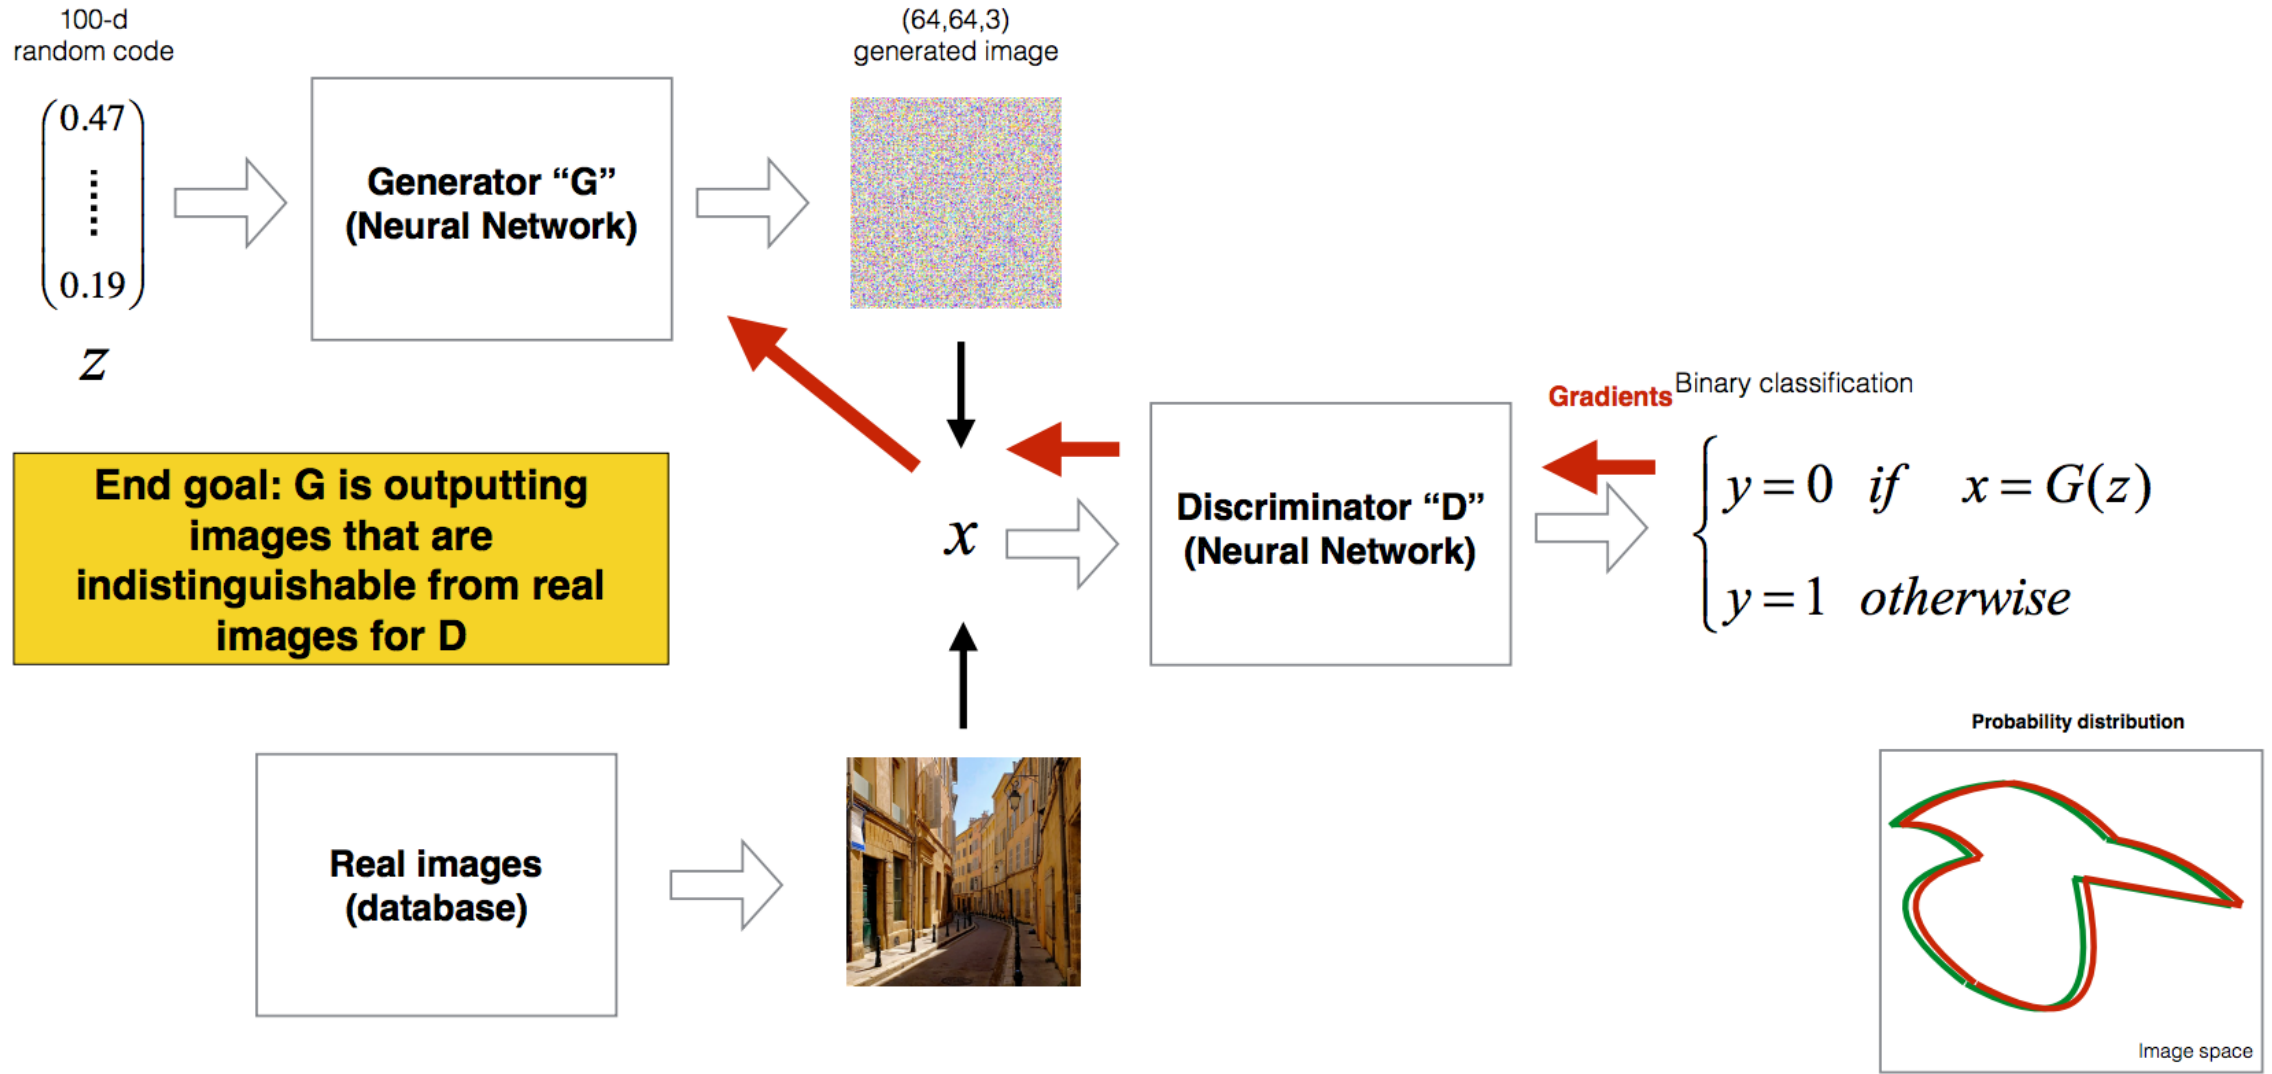 100-d
random code
(64,64,3)
generated image
0.47
0.19
z
Generator “G”
(Neural Network)
Gradients
Binary classification
End goal: G is outputting
images that are
indistinguishable from real
images for D
x
Discriminator “D”
(Neural Network)
y = 0 if x = G(z)
y = 1 otherwise
Real images
(database)
Probability distribution
Image space